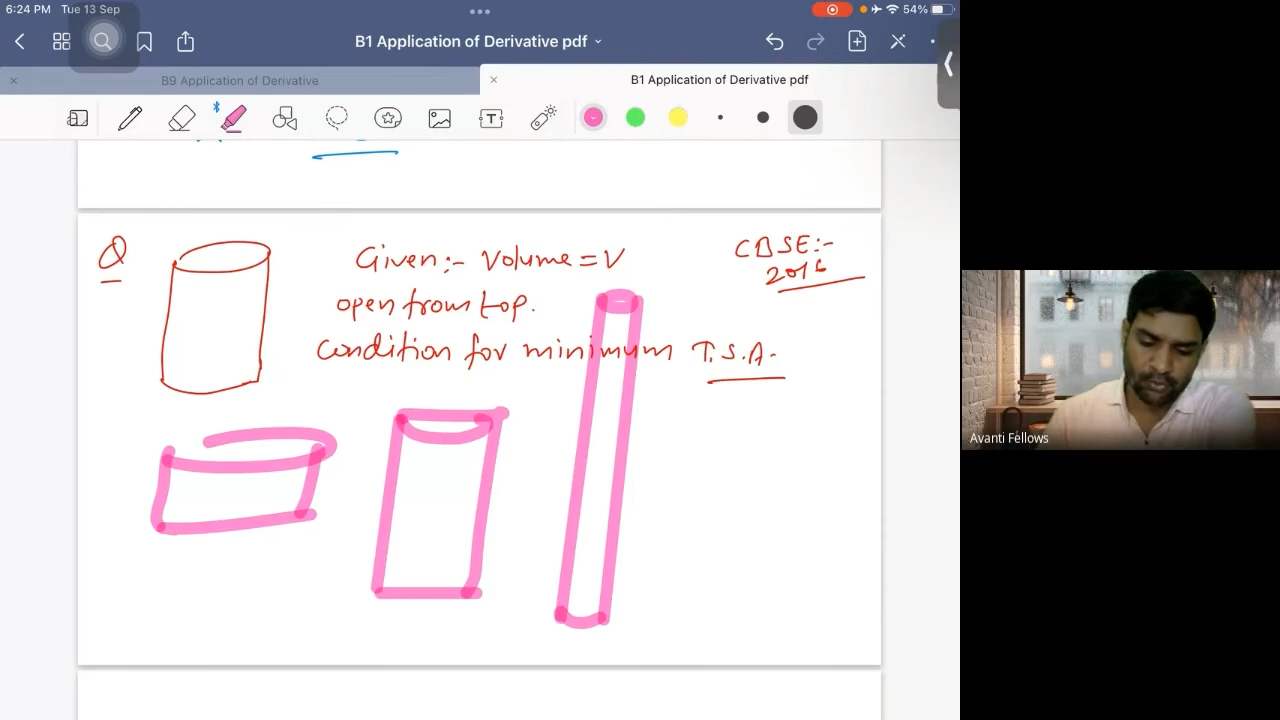 6:24 PM Tue 13 Sep
54%
B1 Application of Derivative pdf
B9 Application of Derivative
B1 Application of Derivative pdf
T
Q
Given:- Volume = V
CBSE:-
2016
open from top.
condition for minimum T.S.A.
Avanti Fellows